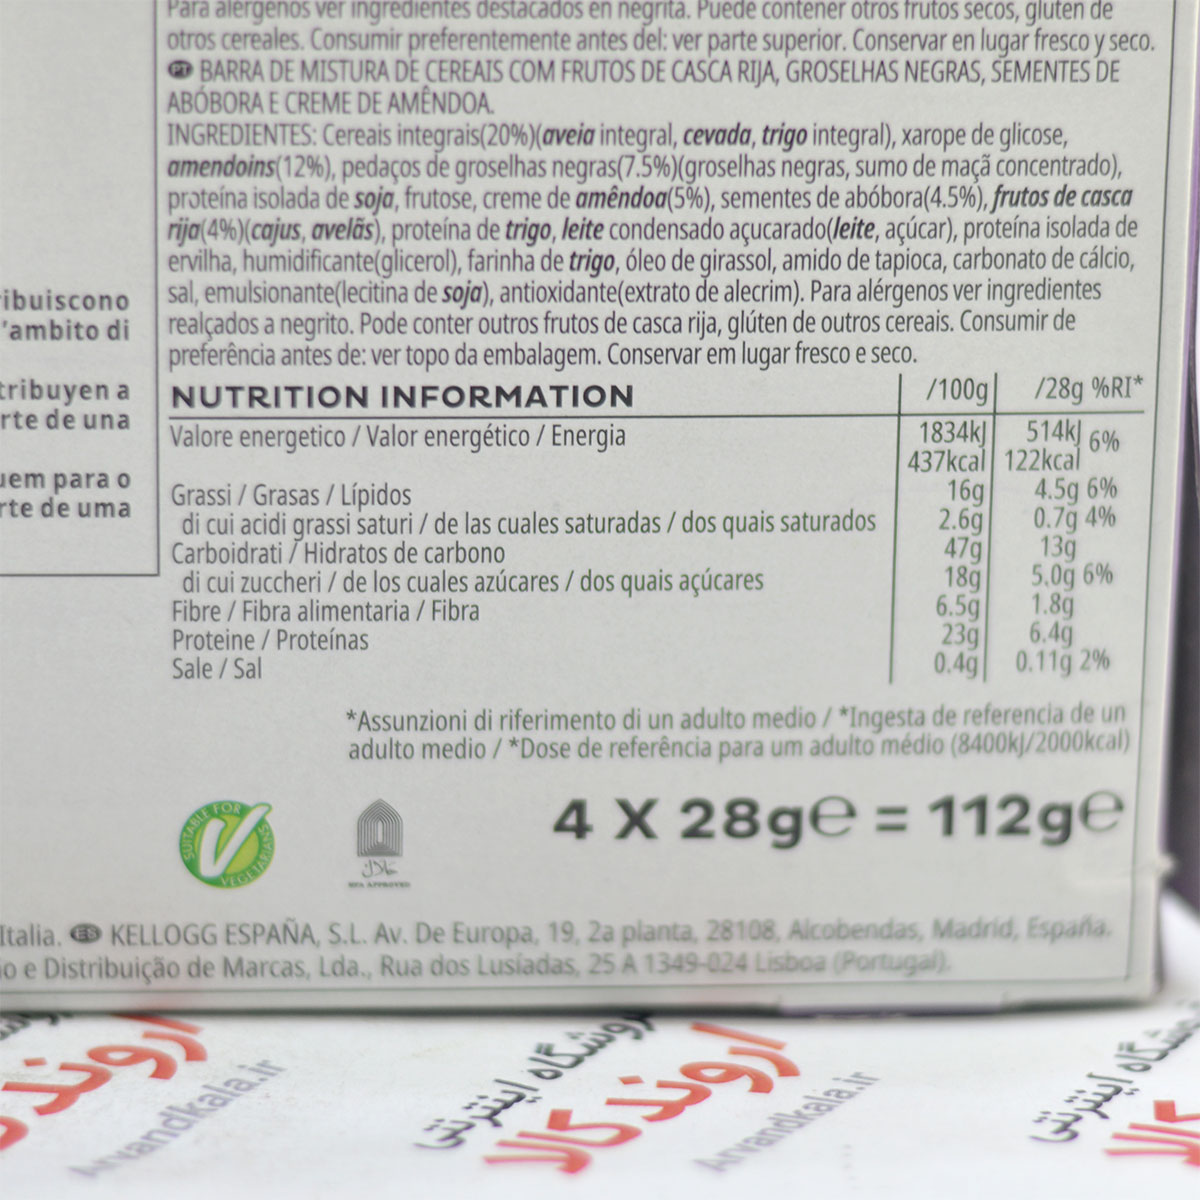 Para alérgenos ver ingredientes destacados en negrita. Puede contener otros frutos secos, gluten de
otros cereales. Consumir preferentemente antes del: ver parte superior. Conservar en lugar fresco y seco.
PT BARRA DE MISTURA DE CEREAIS COM FRUTOS DE CASCA RIJA, GROSELHAS NEGRAS, SEMENTES DE
ABÓBORA E CREME DE AMÊNDOA.
INGREDIENTES: Cereais integrais(20%)(aveia integral, cevada, trigo integral), xarope de glicose,
amendoins(12%), pedaços de groselhas negras(7.5%)(groselhas negras, sumo de maçã concentrado),
proteína isolada de soja, frutose, creme de amêndoa(5%), sementes de abóbora(4.5%), frutos de casca
rija(4%)(cajus, avelãs), proteína de trigo, leite condensado açucarado(leite, açúcar), proteína isolada de
ervilha, humidificante(glicerol), farinha de trigo, óleo de girassol, amido de tapioca, carbonato de cálcio,
sal, emulsionante(lecitina de soja), antioxidante(extrato de alecrim). Para alérgenos ver ingredientes
realçados a negrito. Pode conter outros frutos de casca rija, glúten de outros cereais. Consumir de
preferência antes de: ver topo da embalagem. Conservar em lugar fresco e seco.
ribuiscono
'ambito di
tribuyen a
rte de una
uem para o
rte de uma
NUTRITION INFORMATION /100g /28g %RI*
Valore energetico / Valor energético / Energia 1834kJ 514kJ 6%
437kcal 122kcal
Grassi / Grasas / Lípidos 16g 4.5g 6%
di cui acidi grassi saturi / de las cuales saturadas / dos quais saturados 2.6g 0.7g 4%
Carboidrati / Hidratos de carbono 47g 13g
di cui zuccheri / de los cuales azúcares / dos quais açúcares 18g 5.0g 6%
Fibre / Fibra alimentaria / Fibra 6.5g 1.8g
Proteine / Proteínas 23g 6.4g
Sale / Sal 0.4g 0.11g 2%
*Assunzioni di riferimento di un adulto medio / *Ingesta de referencia de un
adulto medio / *Dose de referência para um adulto médio (8400kJ/2000kcal)
4 X 28g℮ = 112g℮
SUITABLE FOR
VEGETARIANS
حلال
HFA APPROVED
Italia. ES KELLOGG ESPAÑA, S.L. Av. De Europa, 19, 2a planta, 28108, Alcobendas, Madrid, España.
io e Distribuição de Marcas, Lda., Rua dos Lusíadas, 25 A 1349-024 Lisboa (Portugal).
اروند
Arvandkala.ir
فروشگاه اینترنتی
اروند کالا
Arvandkala.ir
اینترنتی